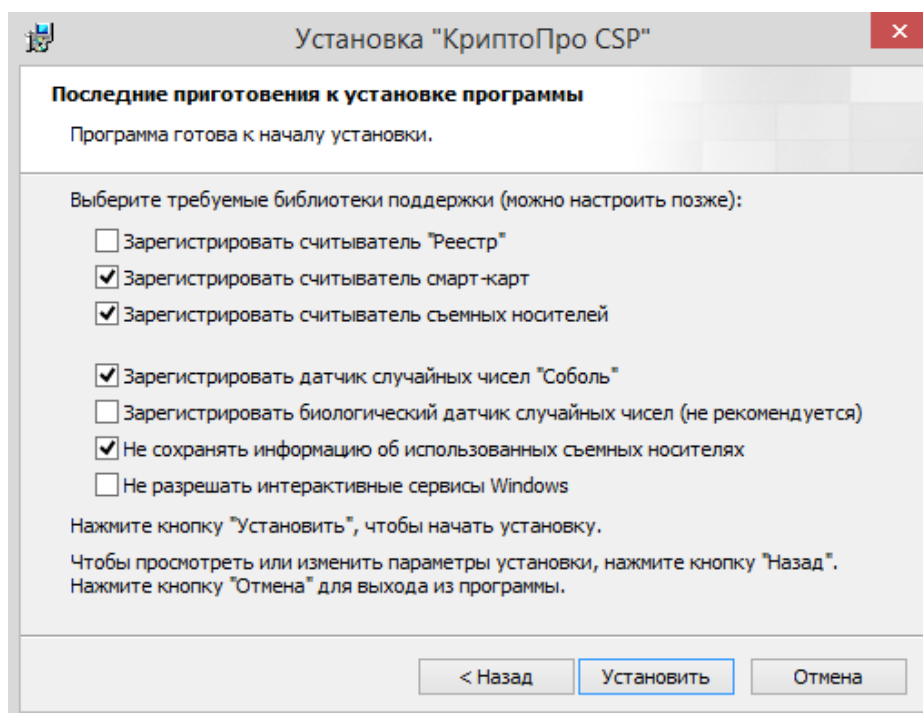 Установка "КриптоПро CSP"
Последние приготовения к установке программы
Программа готова к началу установки.
Выберите требуемые библиотеки поддержки (можно настроить позже):
Зарегистрировать считыватель "Реестр"
Зарегистрировать считыватель смарт-карт
Зарегистрировать считыватель съемных носителей
Зарегистрировать датчик случайных чисел "Соболь"
Зарегистрировать биологический датчик случайных чисел (не рекомендуется)
Не сохранять информацию об использованных съемных носителях
Не разрешать интерактивные сервисы Windows
Нажмите кнопку "Установить", чтобы начать установку.
Чтобы просмотреть или изменить параметры установки, нажмите кнопку "Назад".
Нажмите кнопку "Отмена" для выхода из программы.
< Назад
Установить
Отмена